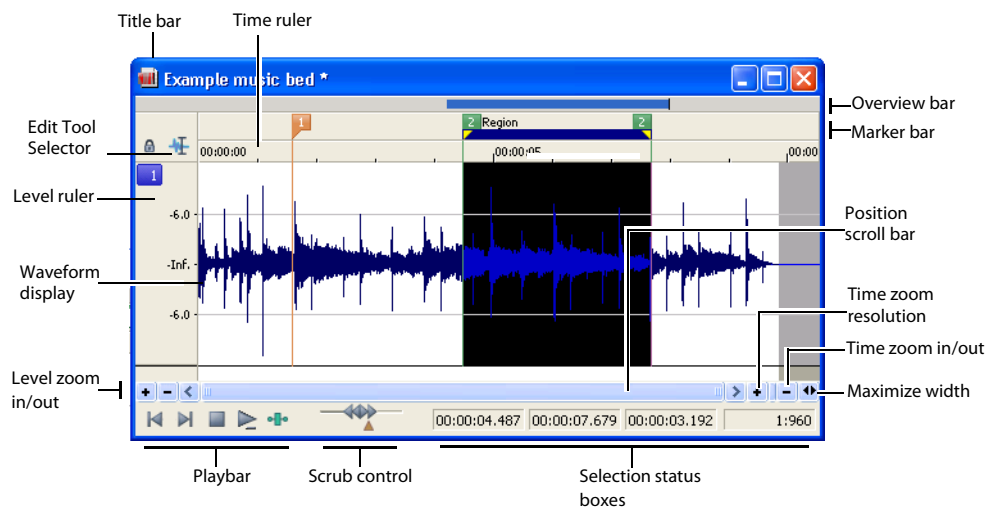 Title bar
Time ruler
Example music bed *
Overview bar
1
2 Region 2
Marker bar
Edit Tool
Selector
00:00:00
00:00:05
00:00
1
Level ruler
-6.0
Position
scroll bar
-Inf.
Waveform
display
Time zoom
resolution
-6.0
Time zoom in/out
Level zoom
in/out
Maximize width
00:00:04.487 00:00:07.679 00:00:03.192 1:960
Playbar
Scrub control
Selection status
boxes